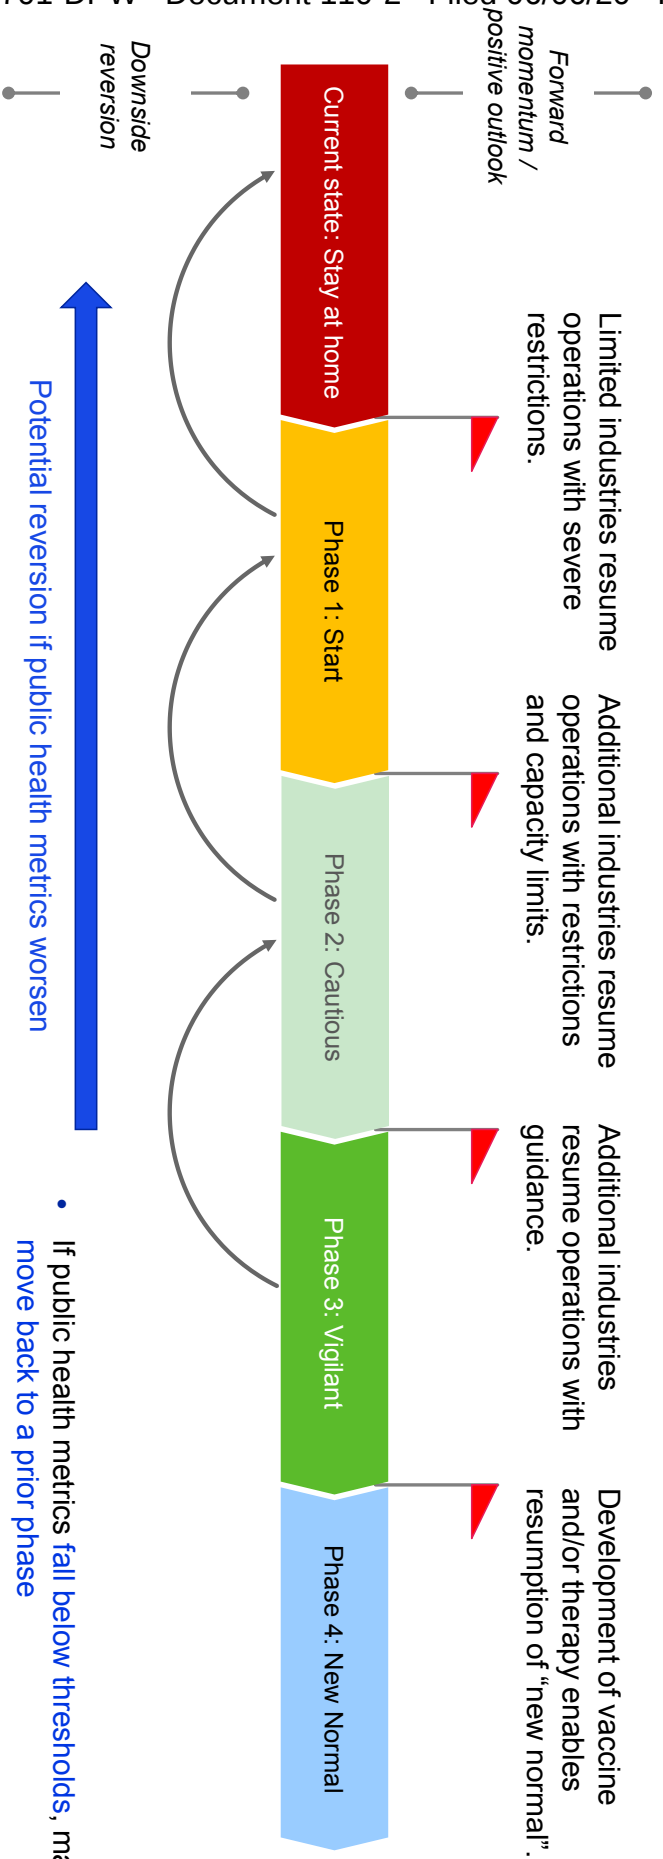 Forward
momentum /
positive outlook
Limited industries resume
operations with severe
restrictions.
Additional industries resume
operations with restrictions
and capacity limits.
Additional industries
resume operations with
guidance.
Development of vaccine
and/or therapy enables
resumption of “new normal”.
Current state: Stay at home
Phase 1: Start
Phase 2: Cautious
Phase 3: Vigilant
Phase 4: New Normal
Downside
reversion
Potential reversion if public health metrics worsen
• If public health metrics fall below thresholds,
move back to a prior phase